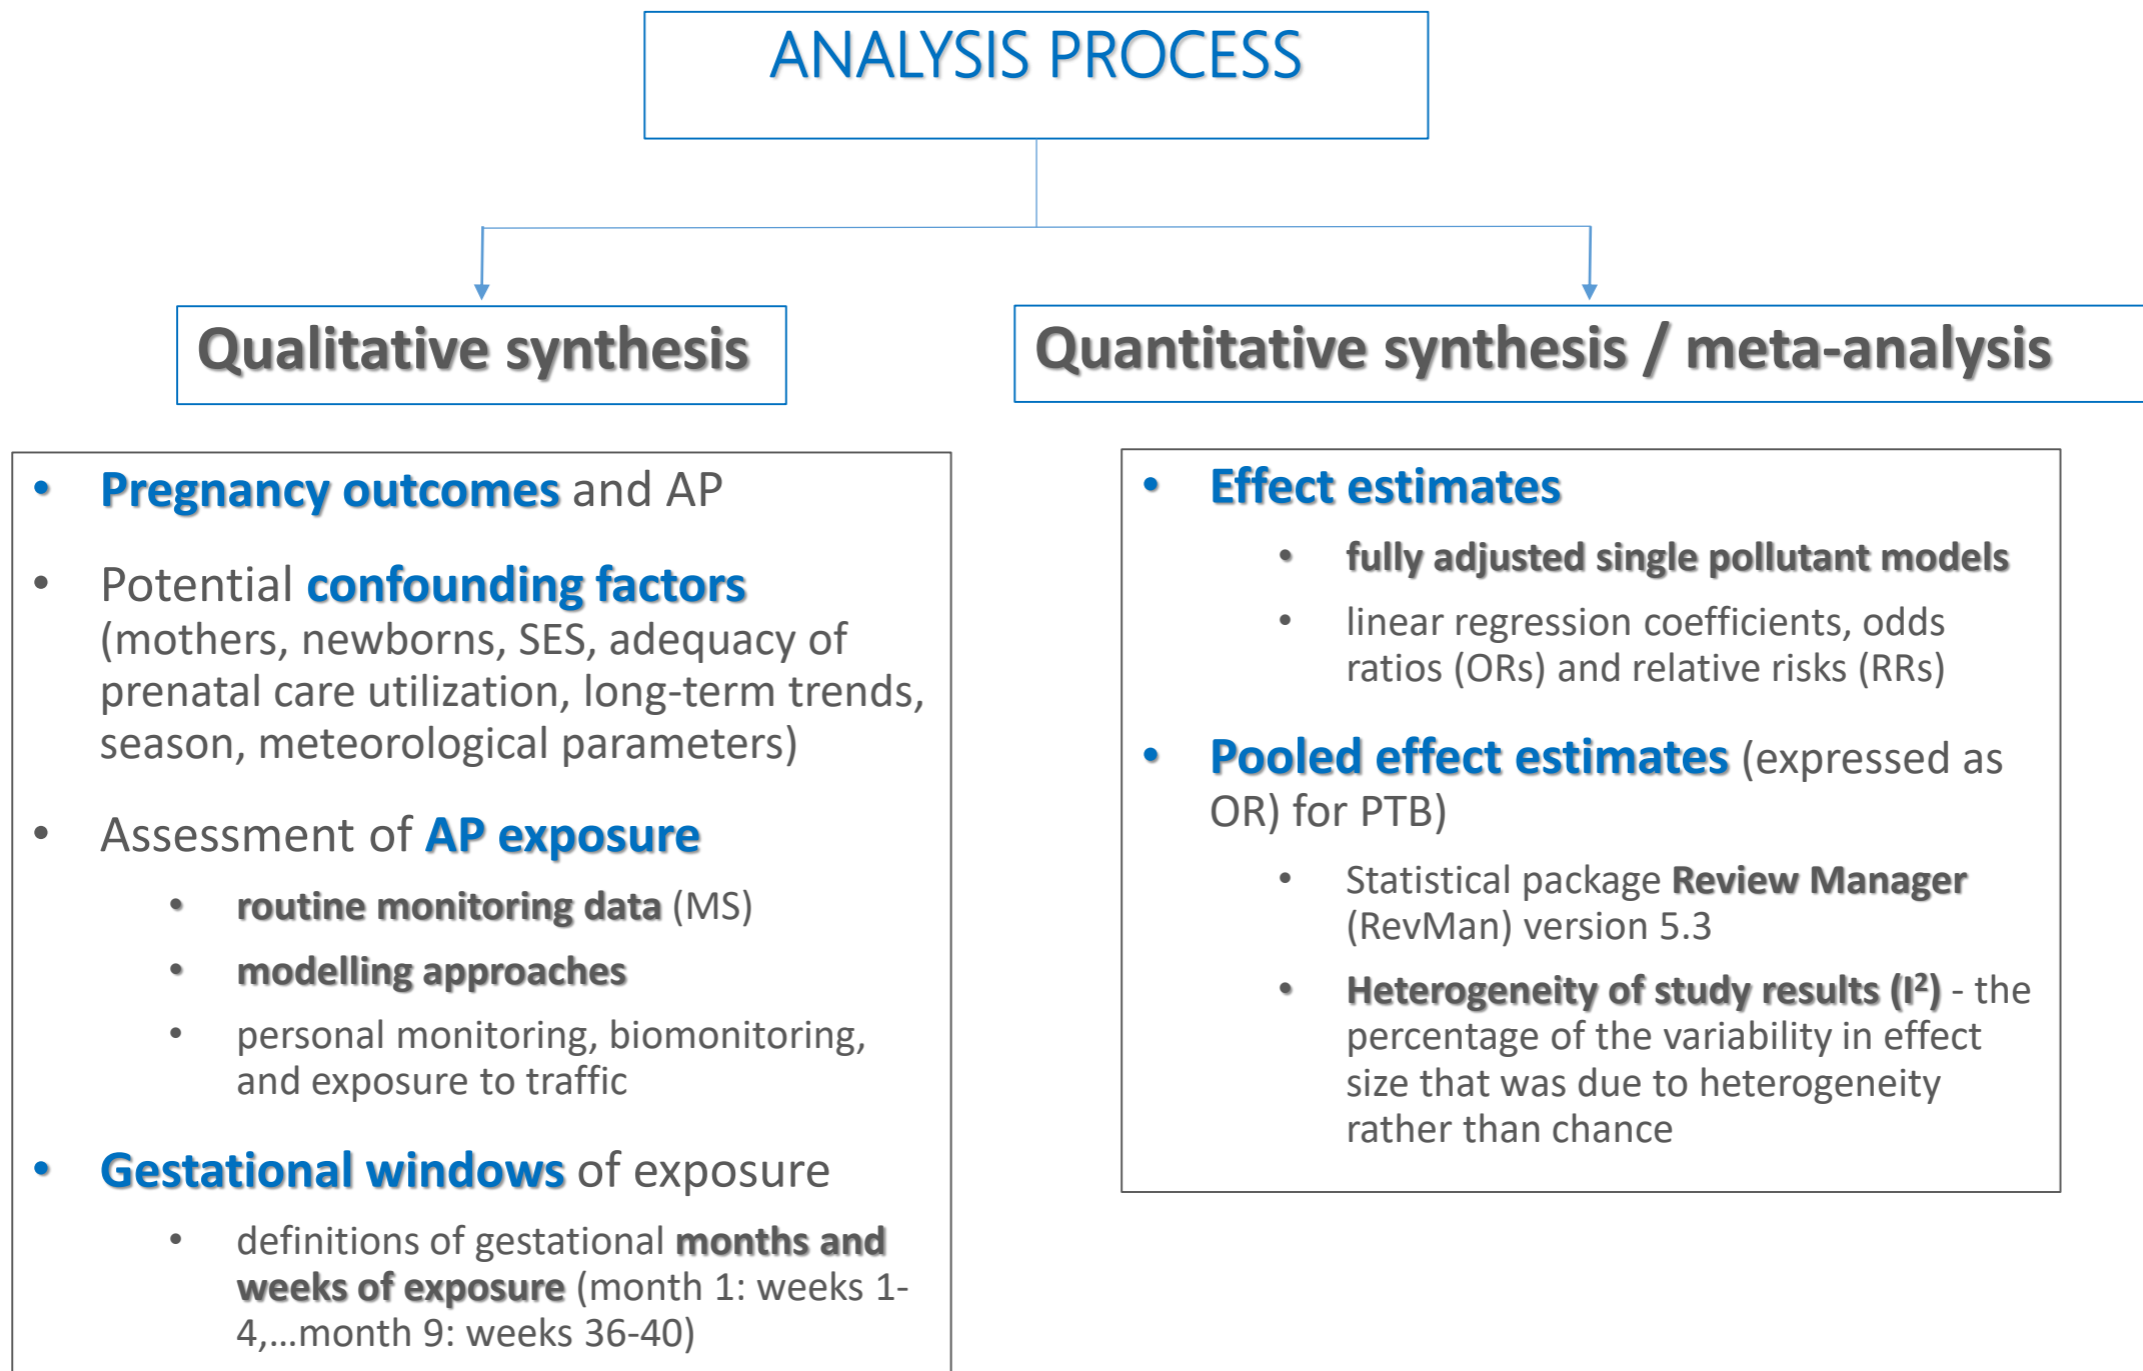 ANALYSIS PROCESS
Qualitative synthesis
• Pregnancy outcomes and AP
• Potential confounding factors
(mothers, newborns, SES, adequacy of
prenatal care utilization, long-term trends,
season, meteorological parameters)
• Assessment of AP exposure
• routine monitoring data (MS)
• modelling approaches
• personal monitoring, biomonitoring,
and exposure to traffic
• Gestational windows of exposure
• definitions of gestational months and
weeks of exposure (month 1: weeks 1-
4,...month 9: weeks 36-40)
Quantitative synthesis / meta-analysis
• Effect estimates
• fully adjusted single pollutant models
• linear regression coefficients, odds
ratios (ORs) and relative risks (RRs)
• Pooled effect estimates (expressed as
OR) for PTB)
• Statistical package Review Manager
(RevMan) version 5.3
• Heterogeneity of study results (I²) - the
percentage of the variability in effect
size that was due to heterogeneity
rather than chance